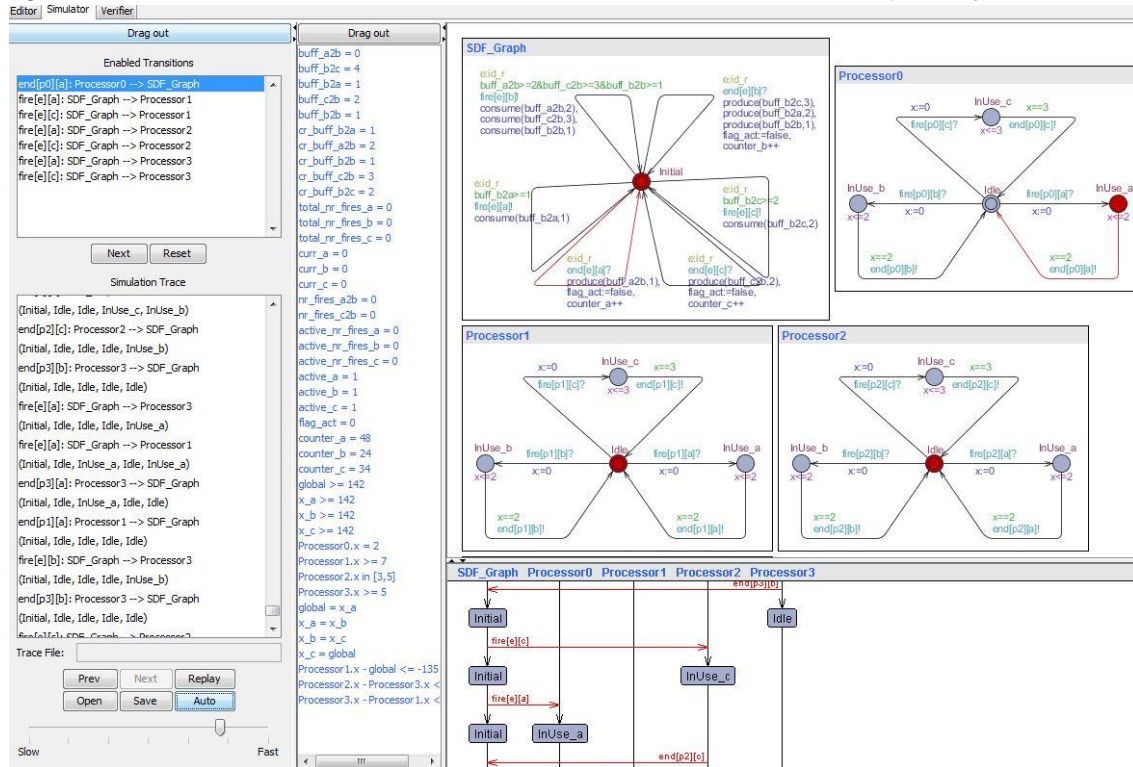 Editor Simulator Verifier
Drag out
Enabled Transitions
end[p0][a]: Processor0 --> SDF_Graph
fire[e][a]: SDF_Graph --> Processor1
fire[e][c]: SDF_Graph --> Processor1
fire[e][a]: SDF_Graph --> Processor2
fire[e][c]: SDF_Graph --> Processor2
fire[e][a]: SDF_Graph --> Processor3
fire[e][c]: SDF_Graph --> Processor3
Next Reset
Simulation Trace
(Initial, Idle, Idle, InUse_c, InUse_b)
end[p2][c]: Processor2 --> SDF_Graph
(Initial, Idle, Idle, Idle, InUse_b)
end[p3][b]: Processor3 --> SDF_Graph
(Initial, Idle, Idle, Idle, Idle)
fire[e][a]: SDF_Graph --> Processor3
(Initial, Idle, Idle, Idle, InUse_a)
fire[e][a]: SDF_Graph --> Processor1
(Initial, Idle, InUse_a, Idle, InUse_a)
end[p3][a]: Processor3 --> SDF_Graph
(Initial, Idle, InUse_a, Idle, Idle)
end[p1][a]: Processor1 --> SDF_Graph
(Initial, Idle, Idle, Idle, Idle)
fire[e][b]: SDF_Graph --> Processor3
(Initial, Idle, Idle, Idle, InUse_b)
end[p3][b]: Processor3 --> SDF_Graph
(Initial, Idle, Idle, Idle, Idle)
Trace File:
Prev Next Replay
Open Save Auto
Slow Fast
Drag out
buff_a2b = 0
buff_b2c = 4
buff_b2a = 1
buff_c2b = 2
buff_b2b = 1
cr_buff_b2a = 1
cr_buff_a2b = 2
cr_buff_b2b = 1
cr_buff_c2b = 3
cr_buff_b2c = 2
total_nr_fires_a = 0
total_nr_fires_b = 0
total_nr_fires_c = 0
curr_a = 0
curr_b = 0
curr_c = 0
nr_fires_a2b = 0
nr_fires_c2b = 0
active_nr_fires_a = 0
active_nr_fires_b = 0
active_nr_fires_c = 0
active_a = 1
active_b = 1
active_c = 1
flag_act = 0
counter_a = 48
counter_b = 24
counter_c = 34
global >= 142
x_a >= 142
x_b >= 142
x_c >= 142
Processor0.x = 2
Processor1.x >= 7
Processor2.x in [3,5]
Processor3.x >= 5
global = x_a
x_a = x_b
x_b = x_c
x_c = global
Processor1.x - global <= -135
Processor2.x - Processor3.x <
Processor3.x - Processor1.x <
SDF_Graph
e:id_r
buff_a2b>=2&buff_c2b>=3&buff_b2b>=1
fire[e][b]!
consume(buff_a2b,2),
consume(buff_c2b,3),
consume(buff_b2b,1)
e:id_r
end[e][b]?
produce(buff_b2c,3),
produce(buff_b2a,2),
produce(buff_b2b,1),
flag_act:=false,
counter_b++
Initial
e:id_r
buff_b2a>=1
fire[e][a]!
consume(buff_b2a,1)
e:id_r
buff_b2c>=2
fire[e][c]!
consume(buff_b2c,2)
e:id_r
end[e][a]?
produce(buff_a2b,1),
flag_act:=false,
counter_a++
e:id_r
end[e][c]?
produce(buff_c2b,2),
flag_act:=false,
counter_c++
Processor0
x:=0 InUse_c x==3
fire[p0][c]? x<=3 end[p0][c]!
InUse_b fire[p0][b]? Idle fire[p0][a]? InUse_a
x<=2 x:=0 x:=0 x<=2
x==2 x==2
end[p0][b]! end[p0][a]!
Processor1
x:=0 InUse_c x==3
fire[p1][c]? x<=3 end[p1][c]!
InUse_b fire[p1][b]? Idle fire[p1][a]? InUse_a
x<=2 x:=0 x:=0 x<=2
x==2 x==2
end[p1][b]! end[p1][a]!
Processor2
x:=0 InUse_c x==3
fire[p2][c]? x<=3 end[p2][c]!
InUse_b fire[p2][b]? Idle fire[p2][a]? InUse_a
x<=2 x:=0 x:=0 x<=2
x==2 x==2
end[p2][b]! end[p2][a]!
SDF_Graph Processor0 Processor1 Processor2 Processor3
end[p3][b]
Initial Idle
fire[e][c]
Initial InUse_c
fire[e][a]
Initial InUse_a
end[p2][c]